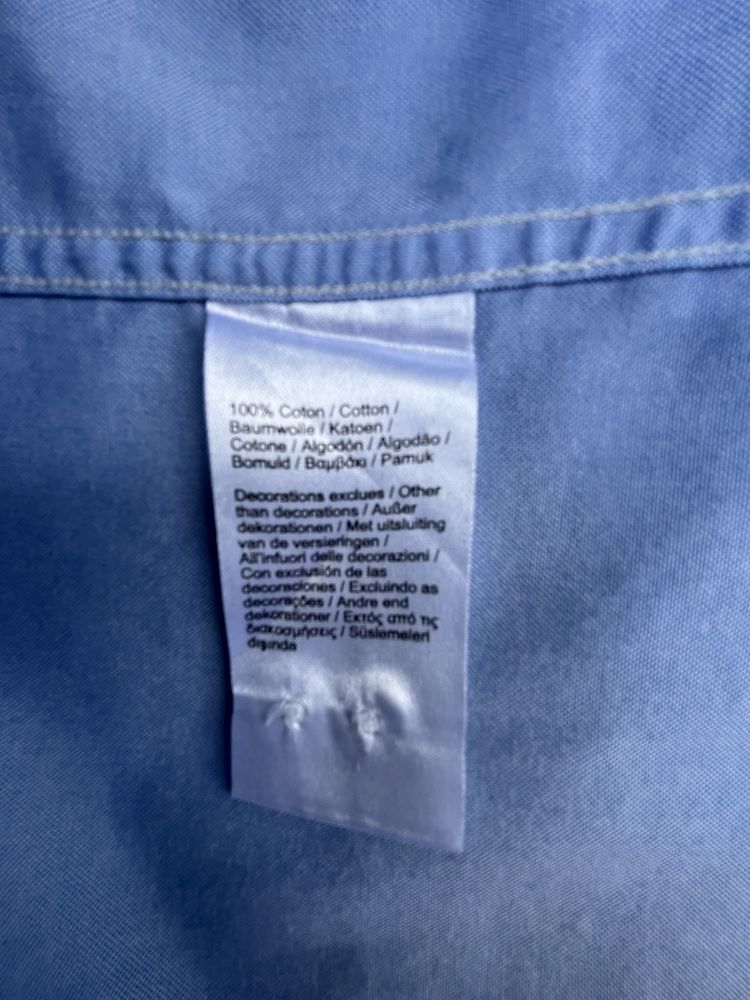 100% Coton / Cotton /
Baumwolle / Katoen /
Cotone / Algodón / Algodão /
Bomuld / Βαμβάκι / Pamuk
Decorations exclues / Other
than decorations / Außer
dekorationen / Met uitsluiting
van de versieringen /
All'infuori delle decorazioni /
Con exclusión de las
decoraciones / Excluindo as
decorações / Andre end
dekorationer / Εκτός από τις
διακοσμήσεις / Süslemeleri
dışında